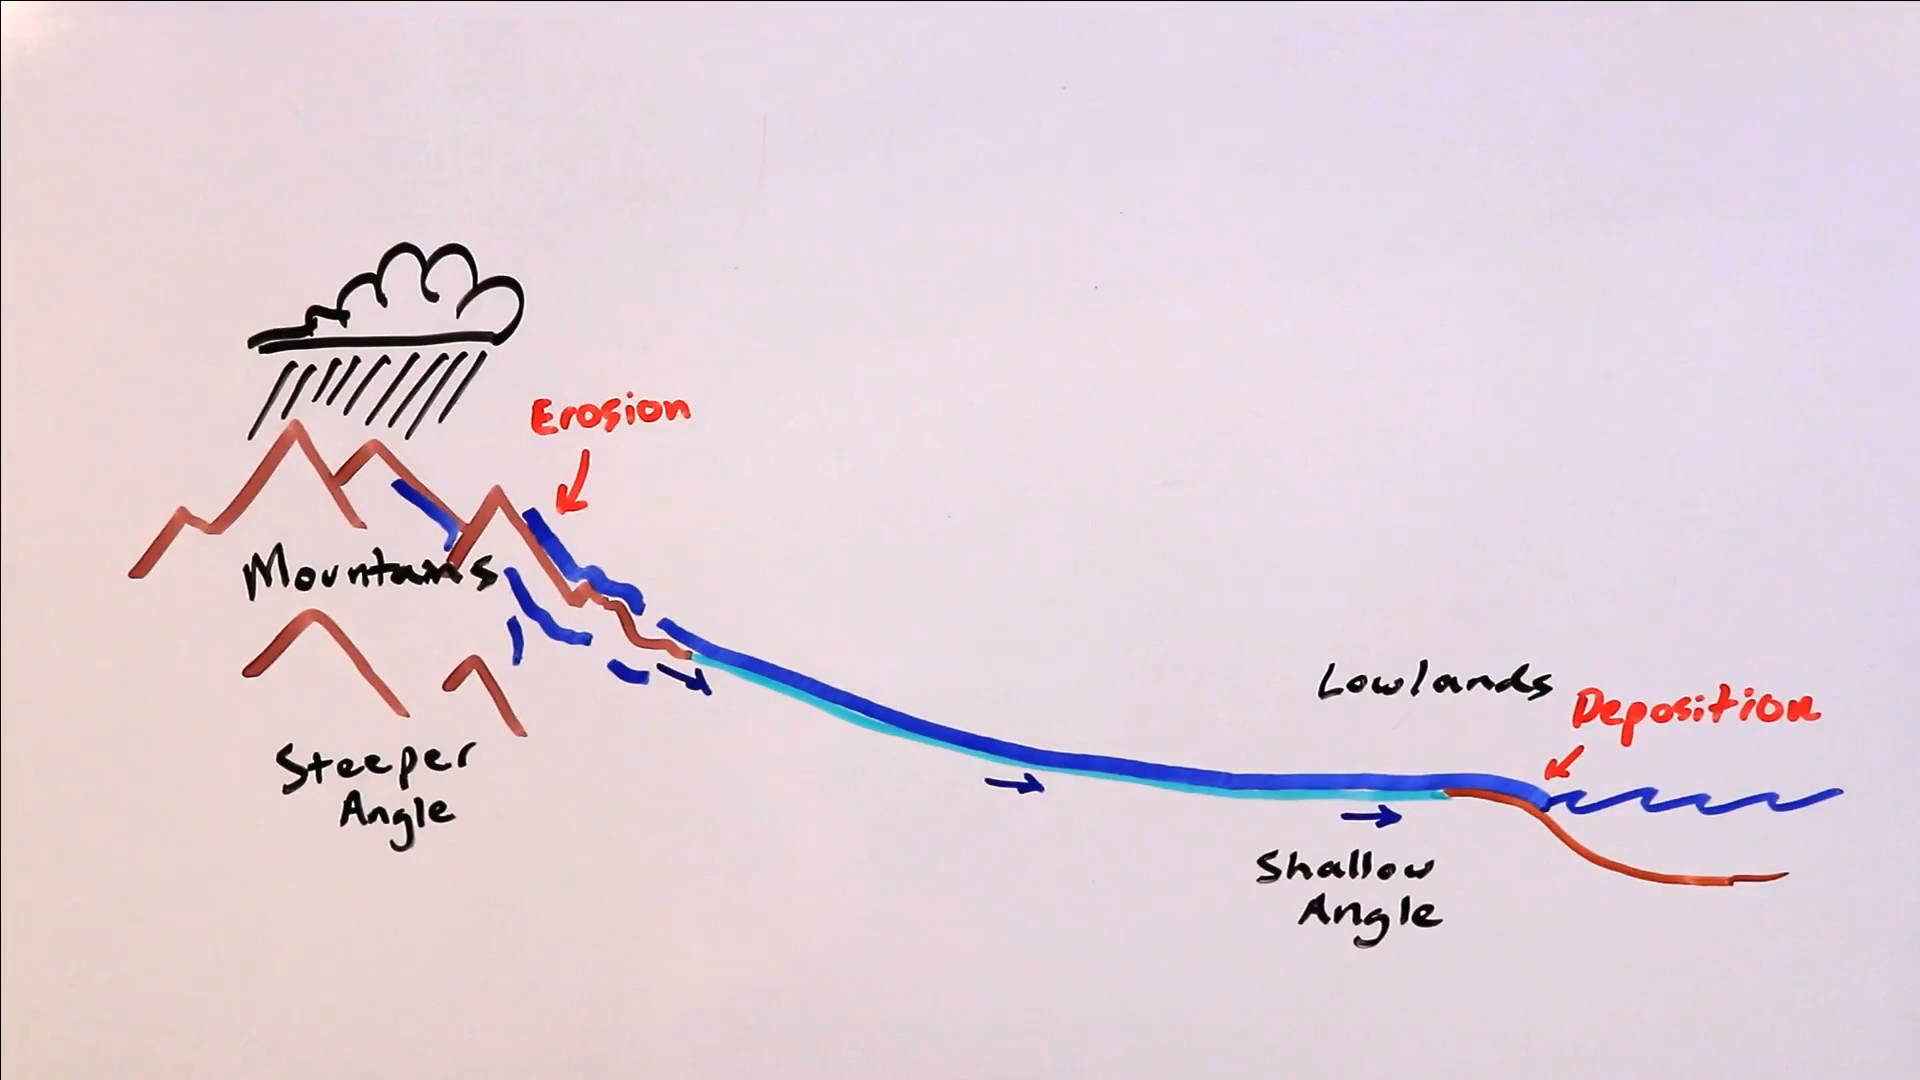 Erosion
Mountains
Steeper
Angle
Lowlands
Deposition
Shallow
Angle